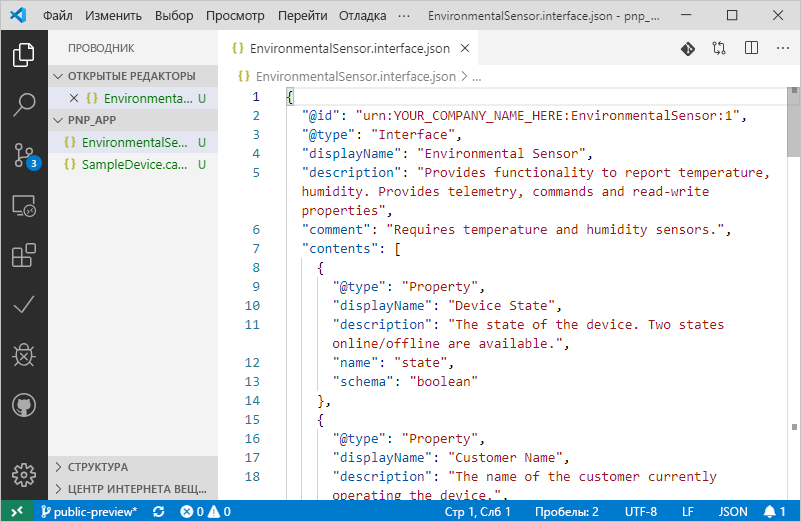 Файл Изменить Выбор Просмотр Перейти Отладка ··· EnvironmentalSensor.interface.json - pnp_...
ПРОВОДНИК
EnvironmentalSensor.interface.json
ОТКРЫТЫЕ РЕДАКТОРЫ
{} EnvironmentalSensor.interface.json > ...
{} Environmenta... U
PNP_APP
{} EnvironmentalSe... U
{} SampleDevice.ca... U
3
1 {
2 "@id": "urn:YOUR_COMPANY_NAME_HERE:EnvironmentalSensor:1",
3 "@type": "Interface",
4 "displayName": "Environmental Sensor",
5 "description": "Provides functionality to report temperature,
humidity. Provides telemetry, commands and read-write
properties",
6 "comment": "Requires temperature and humidity sensors.",
7 "contents": [
8 {
9 "@type": "Property",
10 "displayName": "Device State",
11 "description": "The state of the device. Two states
online/offline are available.",
12 "name": "state",
13 "schema": "boolean"
14 },
15 {
16 "@type": "Property",
17 "displayName": "Customer Name",
18 "description": "The name of the customer currently
operating the device.",
СТРУКТУРА
ЦЕНТР ИНТЕРНЕТА ВЕЩ...
public-preview* 0 0 Стр 1, Слб 1 Пробелы: 2 UTF-8 LF JSON 1